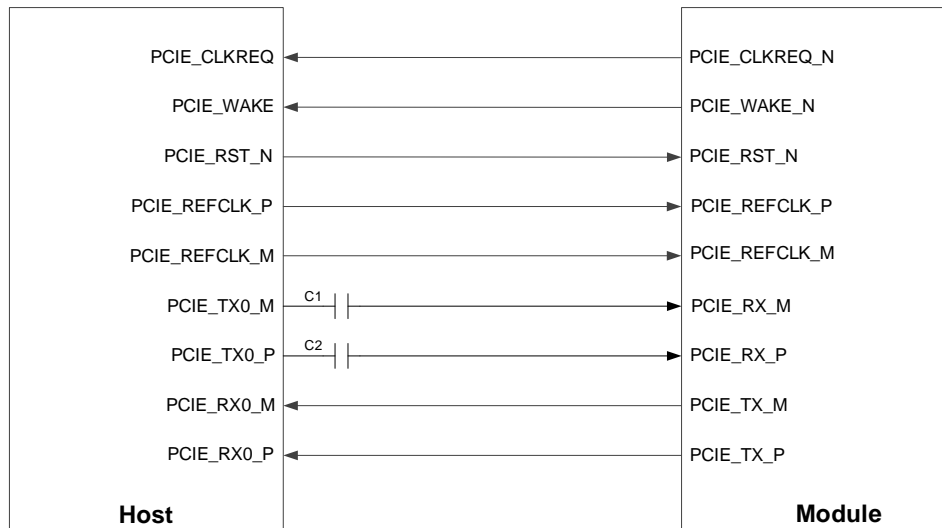 PCIE_CLKREQ PCIE_CLKREQ_N
PCIE_WAKE PCIE_WAKE_N
PCIE_RST_N PCIE_RST_N
PCIE_REFCLK_P PCIE_REFCLK_P
PCIE_REFCLK_M PCIE_REFCLK_M
PCIE_TX0_M C1 PCIE_RX_M
PCIE_TX0_P C2 PCIE_RX_P
PCIE_RX0_M PCIE_TX_M
PCIE_RX0_P PCIE_TX_P
Host Module